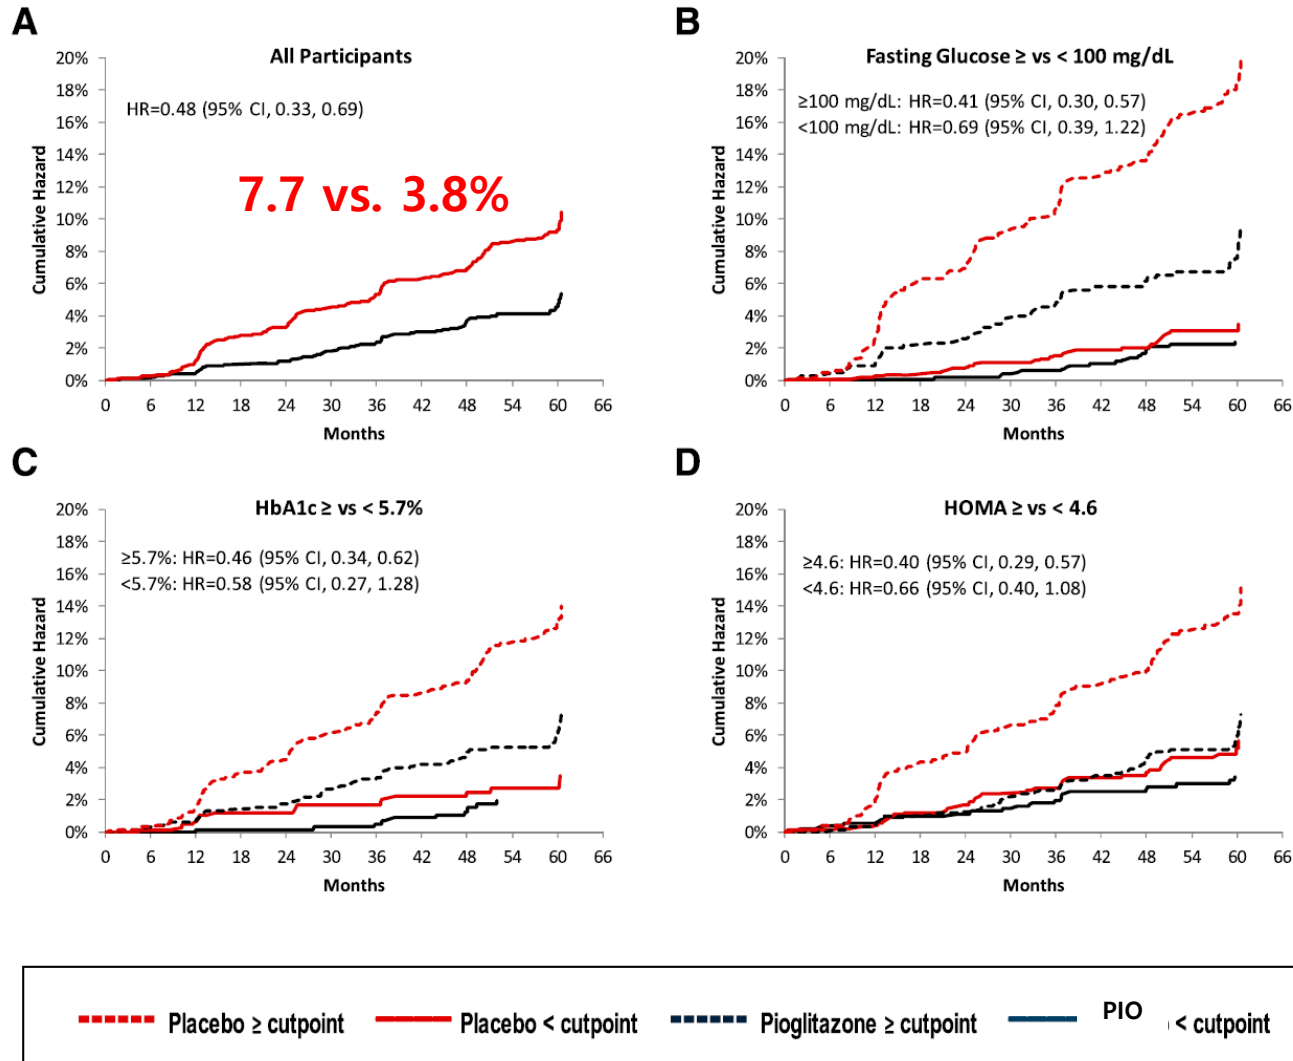 A
All Participants
HR=0.48 (95% CI, 0.33, 0.69)
7.7 vs. 3.8%
Cumulative Hazard
20%
18%
16%
14%
12%
10%
8%
6%
4%
2%
0%
0 6 12 18 24 30 36 42 48 54 60 66
Months
B
Fasting Glucose ≥ vs < 100 mg/dL
≥100 mg/dL: HR=0.41 (95% CI, 0.30, 0.57)
<100 mg/dL: HR=0.69 (95% CI, 0.39, 1.22)
Cumulative Hazard
20%
18%
16%
14%
12%
10%
8%
6%
4%
2%
0%
0 6 12 18 24 30 36 42 48 54 60 66
Months
C
HbA1c ≥ vs < 5.7%
≥5.7%: HR=0.46 (95% CI, 0.34, 0.62)
<5.7%: HR=0.58 (95% CI, 0.27, 1.28)
Cumulative Hazard
20%
18%
16%
14%
12%
10%
8%
6%
4%
2%
0%
0 6 12 18 24 30 36 42 48 54 60 66
Months
D
HOMA ≥ vs < 4.6
≥4.6: HR=0.40 (95% CI, 0.29, 0.57)
<4.6: HR=0.66 (95% CI, 0.40, 1.08)
Cumulative Hazard
20%
18%
16%
14%
12%
10%
8%
6%
4%
2%
0%
0 6 12 18 24 30 36 42 48 54 60 66
Months
Placebo ≥ cutpoint Placebo < cutpoint Pioglitazone ≥ cutpoint PIO < cutpoint